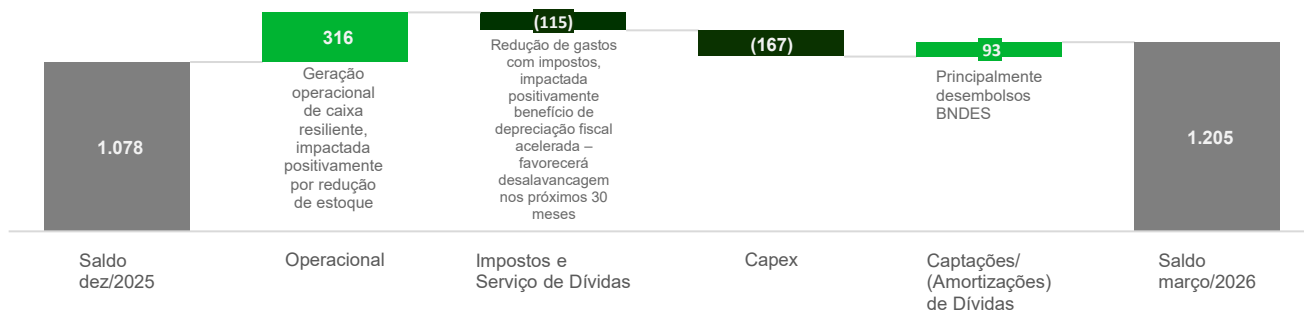 316
Geração
operacional
de caixa
resiliente,
impactada
positivamente
por redução
de estoque
(115)
Redução de gastos
com impostos,
impactada
positivamente
benefício de
depreciação fiscal
acelerada –
favorecerá
desalavancagem
nos próximos 30
meses
(167)
93
Principalmente
desembolsos
BNDES
1.078
1.205
Saldo
dez/2025
Operacional
Impostos e
Serviço de Dívidas
Capex
Captações/
(Amortizações)
de Dívidas
Saldo
março/2026